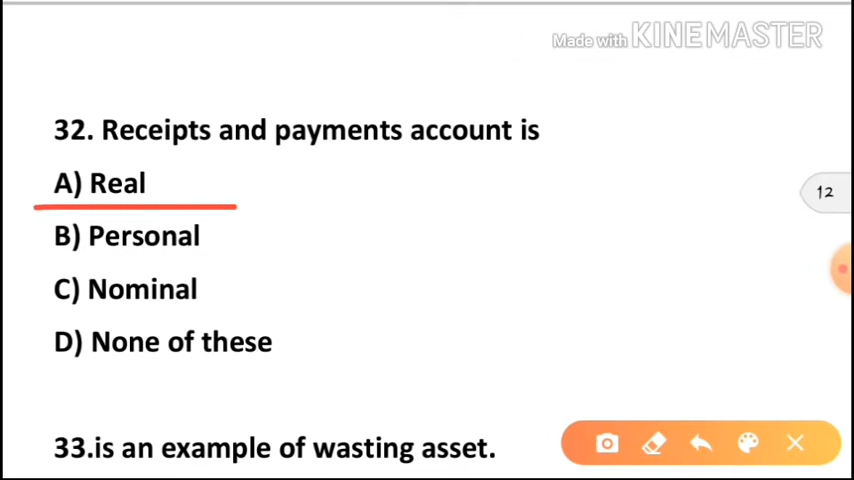 Made with KINEMASTER
32. Receipts and payments account is
A) Real
12
B) Personal
C) Nominal
D) None of these
33.is an example of wasting asset.